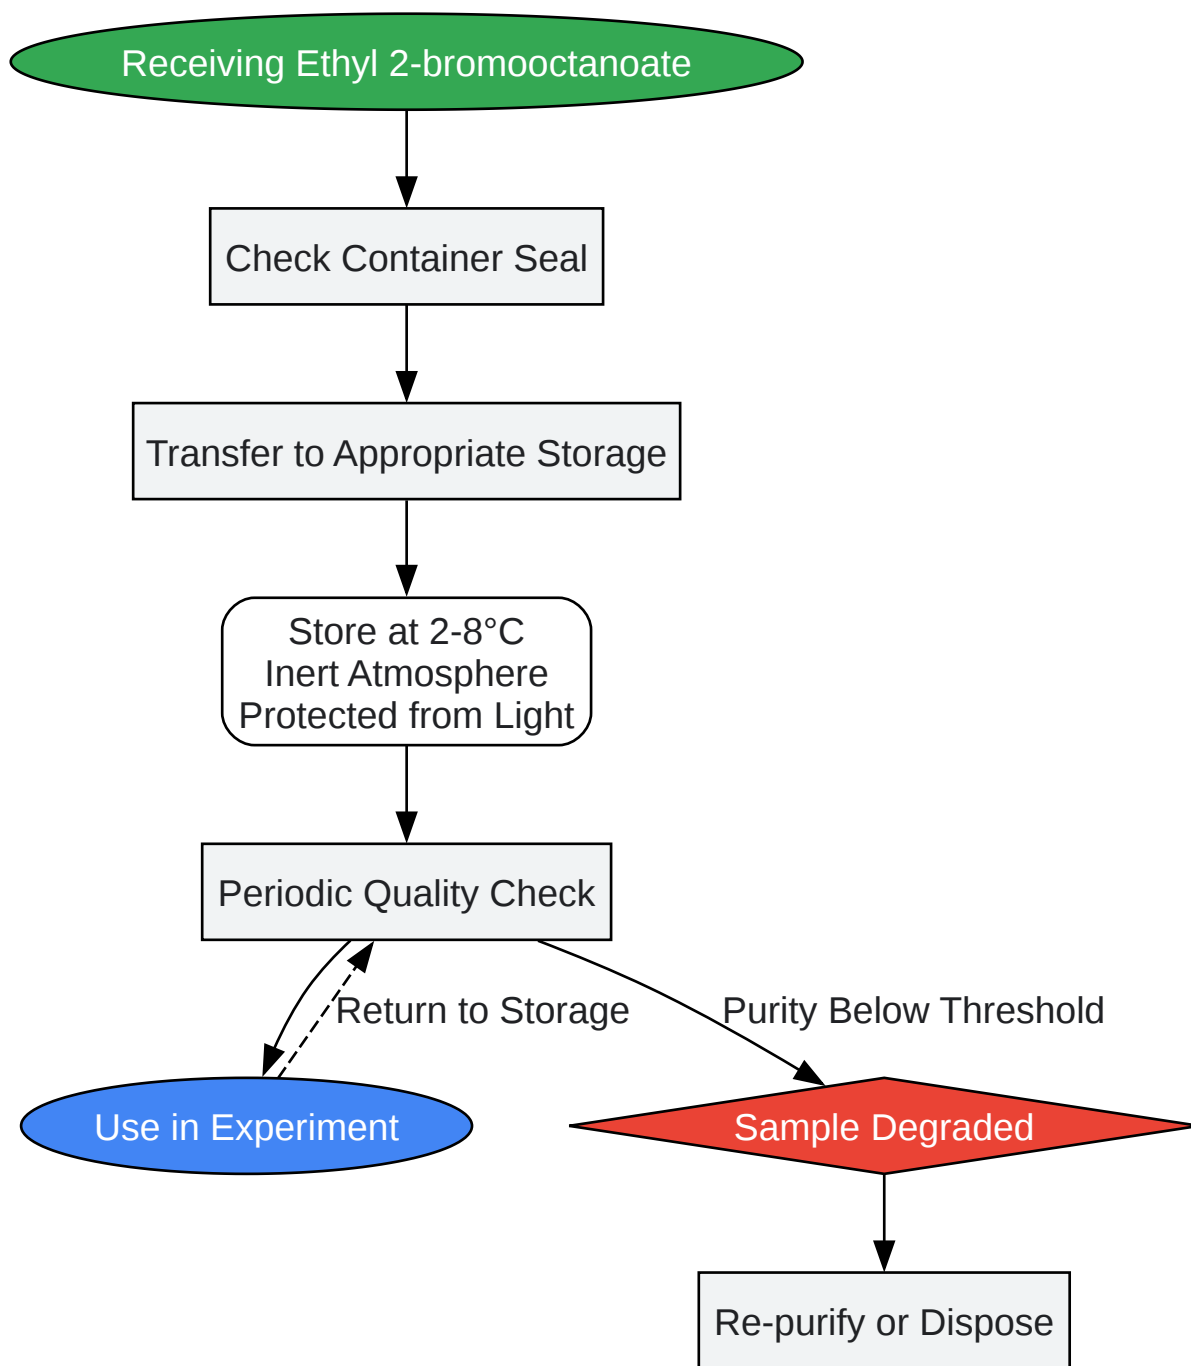 Receiving Ethyl 2-bromooctanoate
Check Container Seal
Transfer to Appropriate Storage
Store at 2-8°C
Inert Atmosphere
Protected from Light
Periodic Quality Check
Return to Storage
Purity Below Threshold
Use in Experiment
Sample Degraded
Re-purify or Dispose